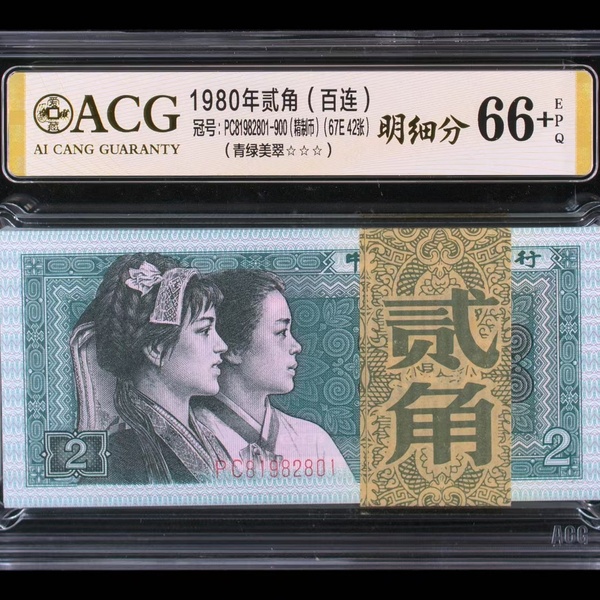 ACG
AI CANG GUARANTY
1980年贰角（百连）
冠号：PC81982801-900（精制币）（67E 42张）
（青绿美翠☆☆☆）
明细分
66+
EPQ
中
行
贰角
2
PC81982801
2
ACG